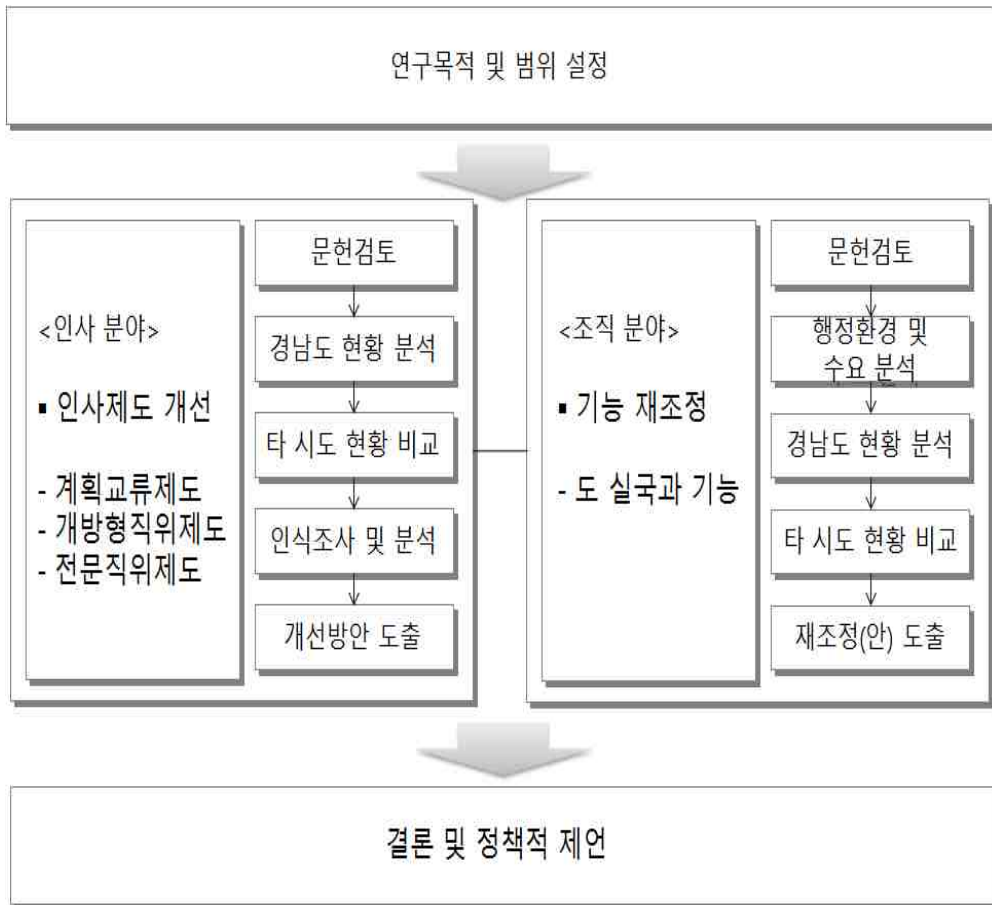 연구목적 및 범위 설정
<인사 분야>
▪ 인사제도 개선
- 계획교류제도
- 개방형직위제도
- 전문직위제도
문헌검토
경남도 현황 분석
타 시도 현황 비교
인식조사 및 분석
개선방안 도출
<조직 분야>
▪ 기능 재조정
- 도 실국과 기능
문헌검토
행정환경 및
수요 분석
경남도 현황 분석
타 시도 현황 비교
재조정(안) 도출
결론 및 정책적 제언